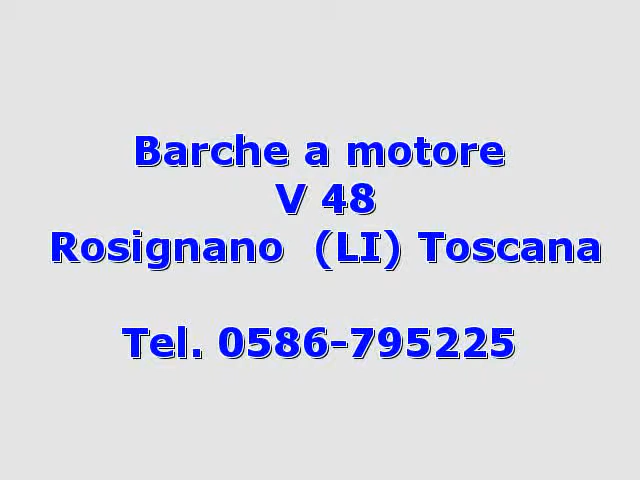 Barche a motore
V 48
Rosignano (LI) Toscana
Tel. 0586-795225